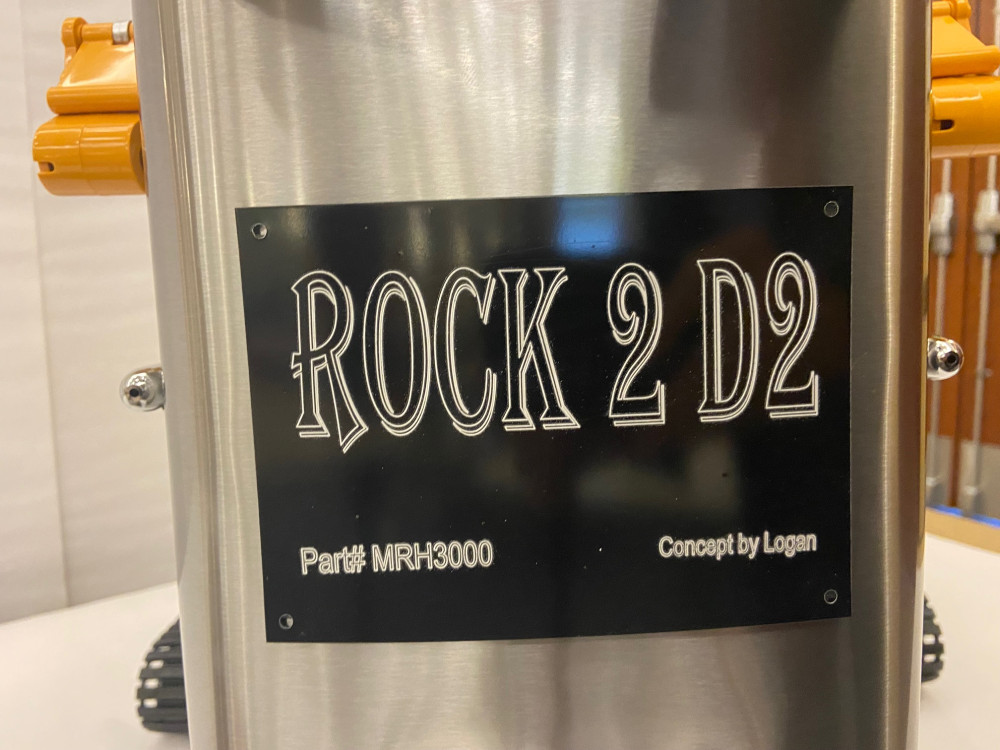 ROCK 2 D2
Part# MRH3000
Concept by Logan